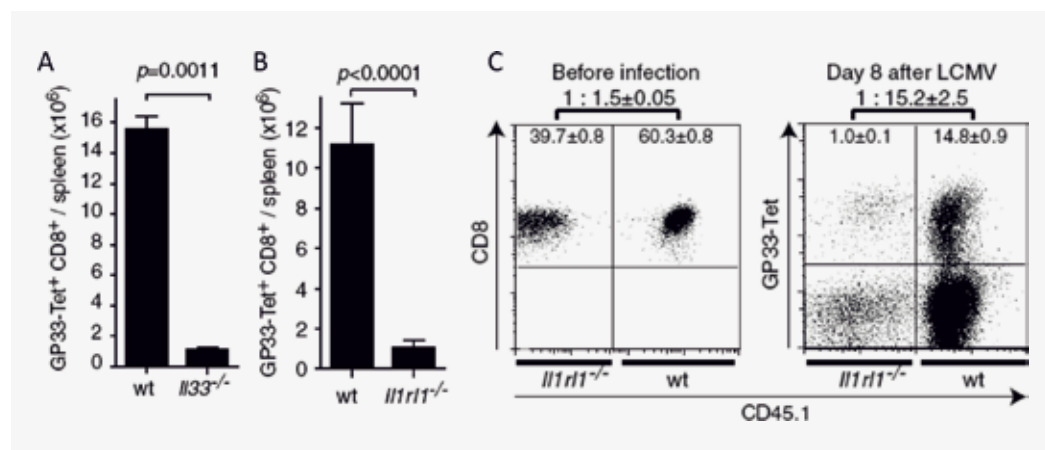 A
p=0.0011
GP33-Tet+ CD8+ / spleen (x10⁶)
16
14
12
10
8
6
4
2
0
wt
Il33-/-
B
p<0.0001
GP33-Tet+ CD8+ / spleen (x10⁶)
12
10
8
6
4
2
0
wt
Il1rl1-/-
C
Before infection
1 : 1.5±0.05
39.7±0.8
60.3±0.8
CD8
Il1rl1-/-
wt
Day 8 after LCMV
1 : 15.2±2.5
1.0±0.1
14.8±0.9
GP33-Tet
Il1rl1-/-
wt
CD45.1